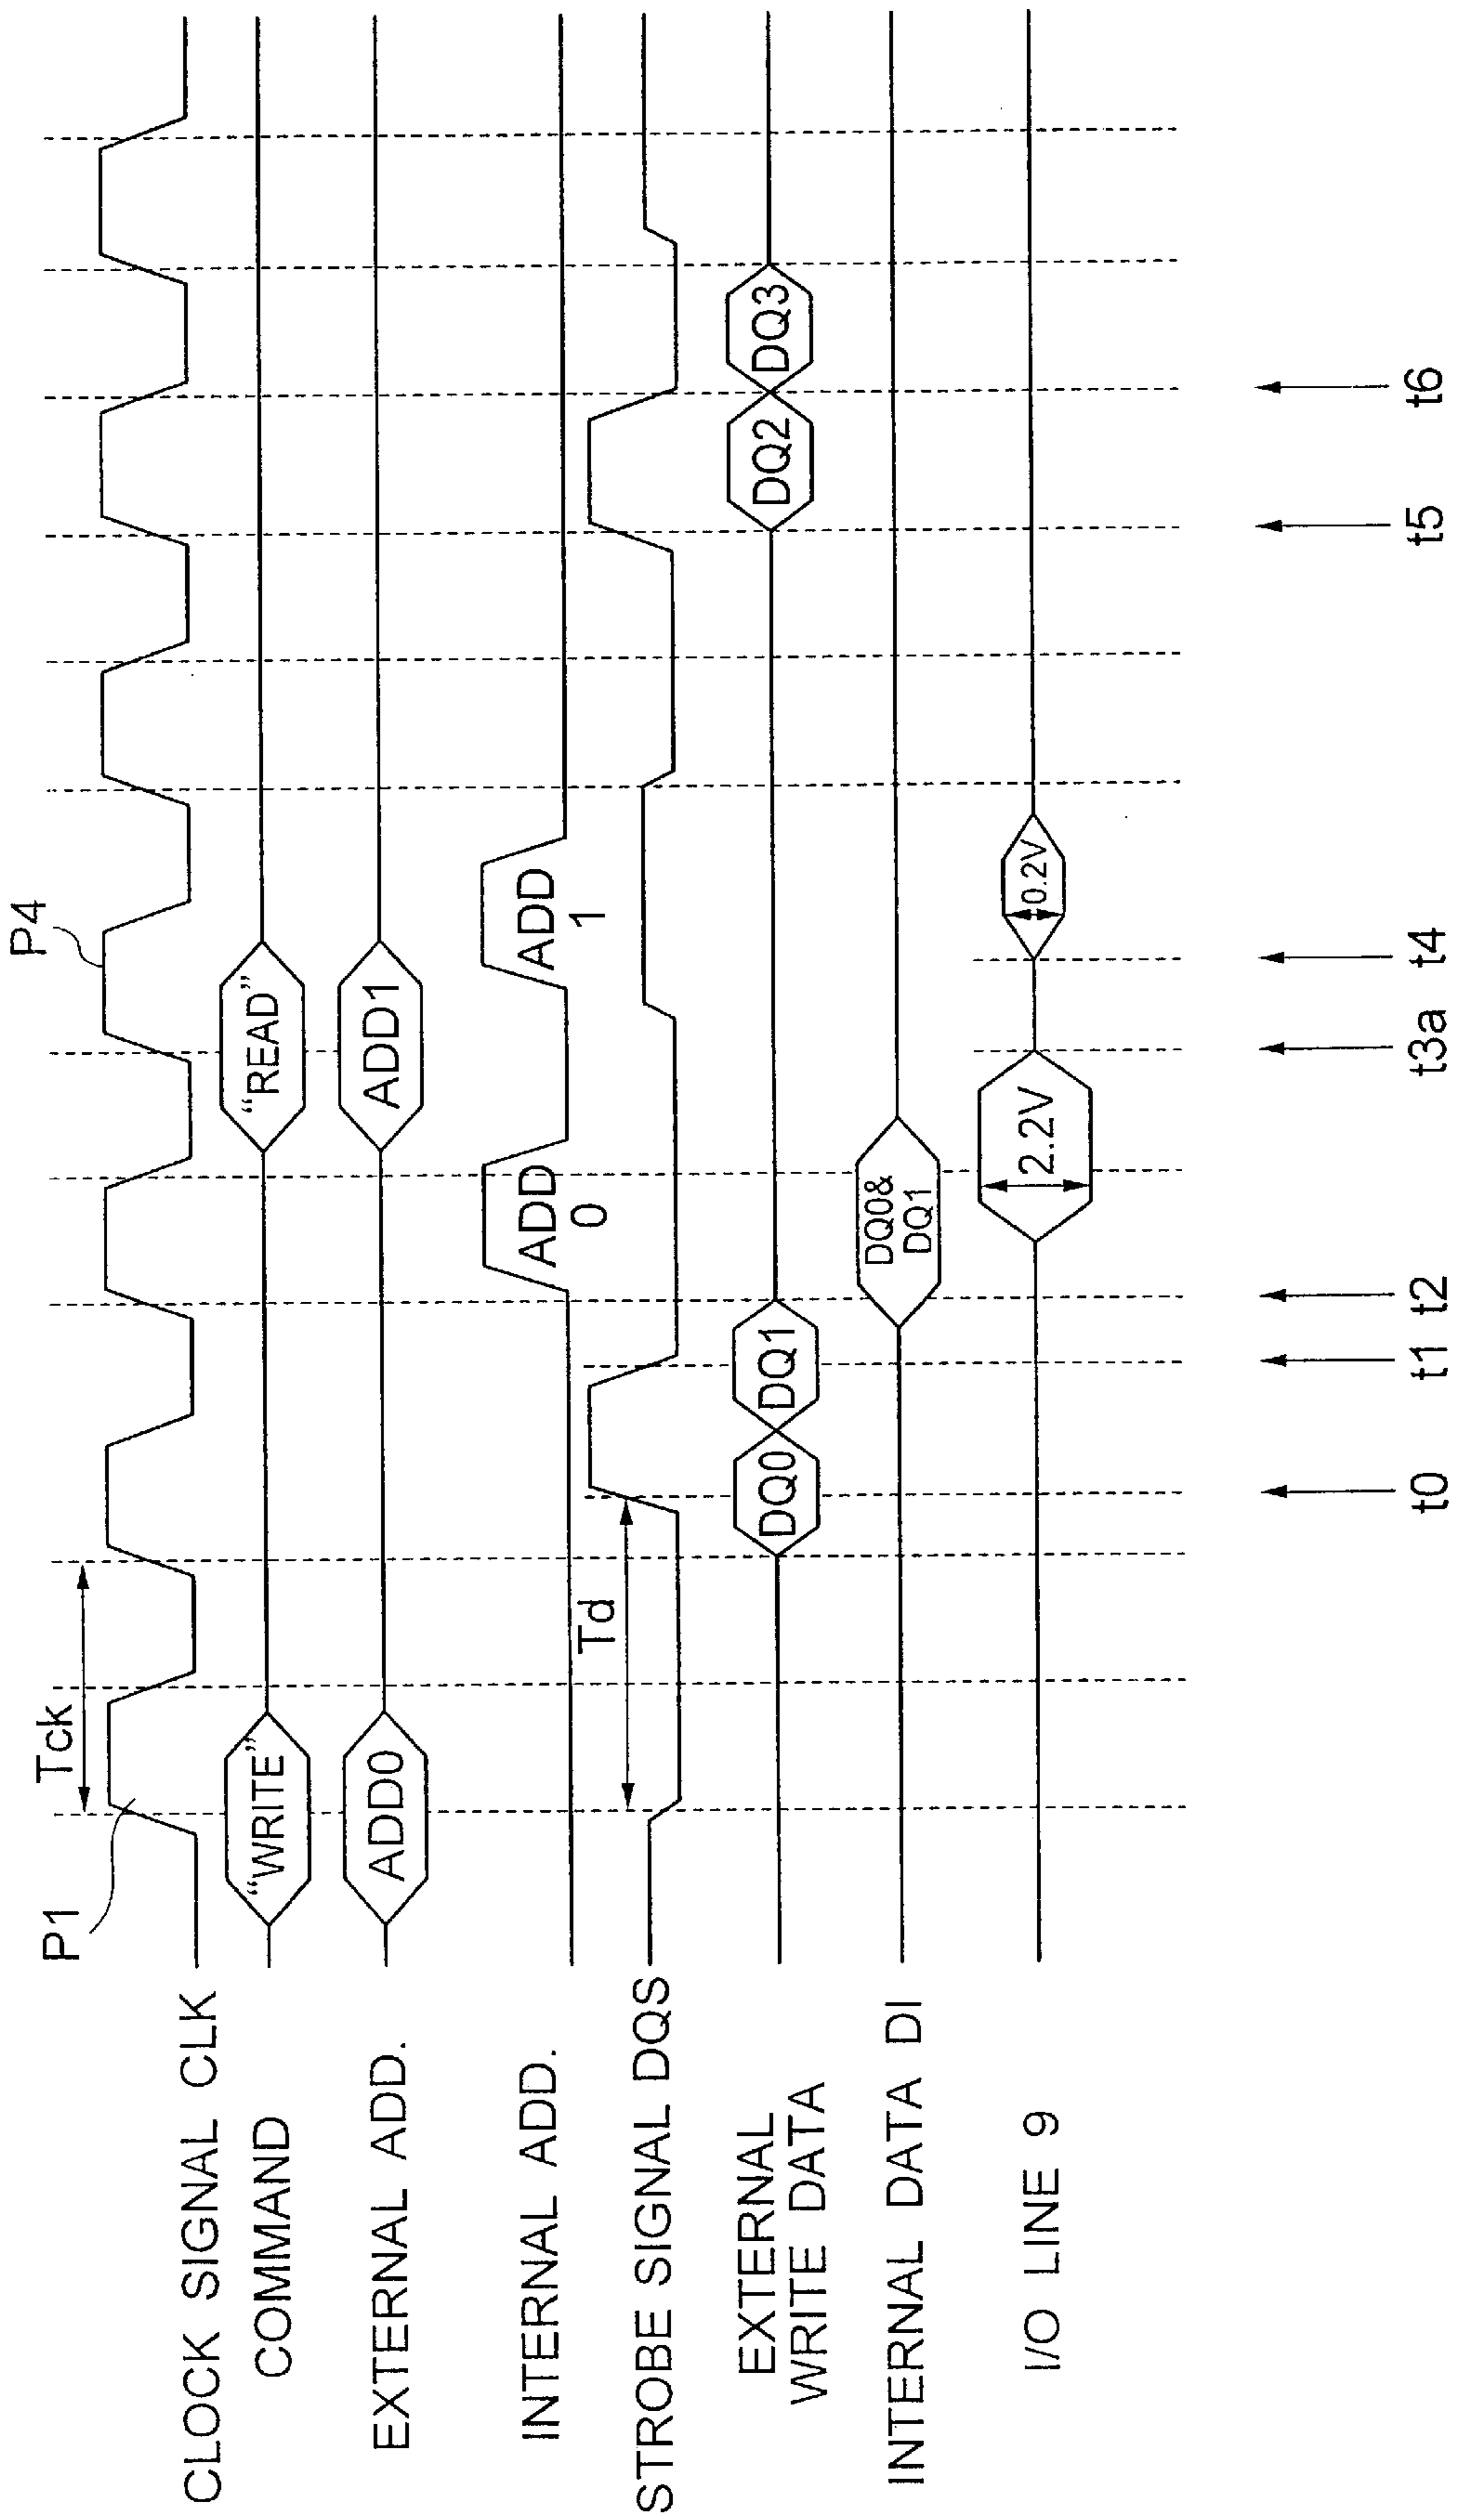 P1
Tck
P4
CLOCK SIGNAL CLK
COMMAND
“WRITE”
“READ”
EXTERNAL ADD.
ADD0
ADD1
INTERNAL ADD.
ADD
0
ADD
1
STROBE SIGNAL DQS
Td
EXTERNAL
WRITE DATA
DQ0
DQ1
DQ2
DQ3
INTERNAL DATA DI
DQ0&
DQ1
I/O LINE 9
2.2V
0.2V
t0
t1
t2
t3a
t4
t5
t6